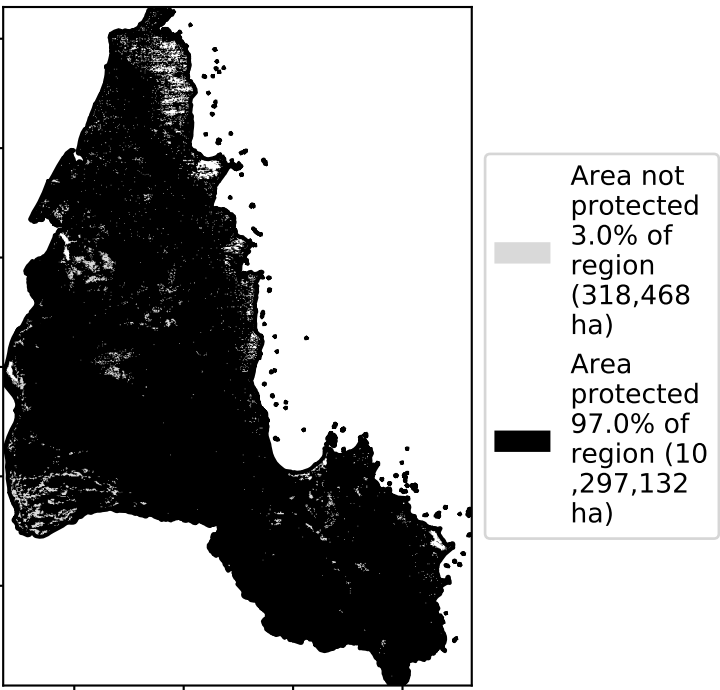 Area not
protected
3.0% of
region
(318,468
ha)
Area
protected
97.0% of
region (10
,297,132
ha)